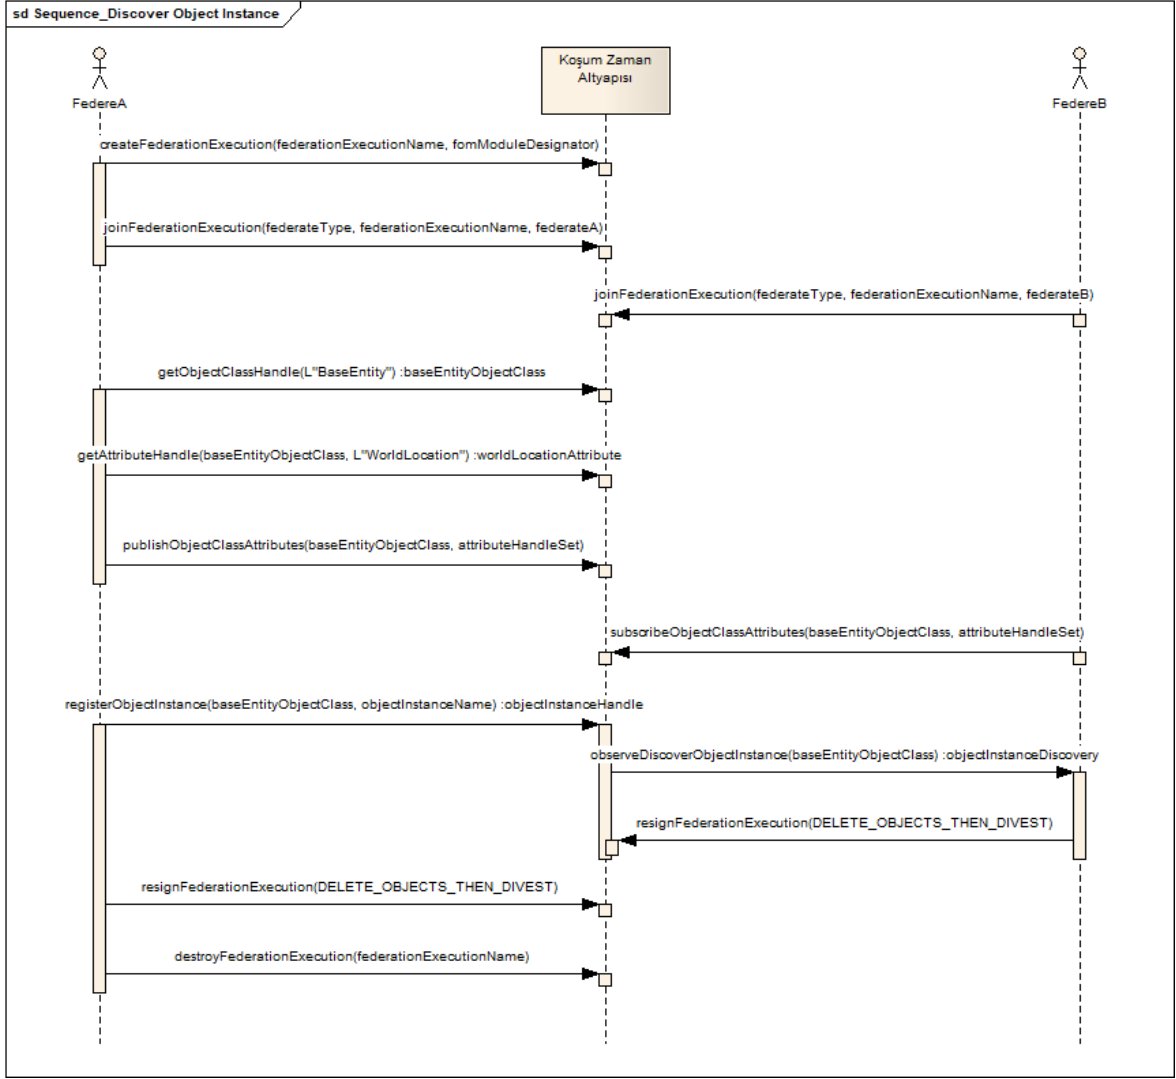 sd Sequence_Discover Object Instance
FedereA
Koşum Zaman
Altyapısı
FedereB
createFederationExecution(federationExecutionName, fomModuleDesignator)
joinFederationExecution(federateType, federationExecutionName, federateA)
joinFederationExecution(federateType, federationExecutionName, federateB)
getObjectClassHandle(L"BaseEntity") :baseEntityObjectClass
getAttributeHandle(baseEntityObjectClass, L"WorldLocation") :worldLocationAttribute
publishObjectClassAttributes(baseEntityObjectClass, attributeHandleSet)
subscribeObjectClassAttributes(baseEntityObjectClass, attributeHandleSet)
registerObjectInstance(baseEntityObjectClass, objectInstanceName) :objectInstanceHandle
observeDiscoverObjectInstance(baseEntityObjectClass) :objectInstanceDiscovery
resignFederationExecution(DELETE_OBJECTS_THEN_DIVEST)
resignFederationExecution(DELETE_OBJECTS_THEN_DIVEST)
destroyFederationExecution(federationExecutionName)